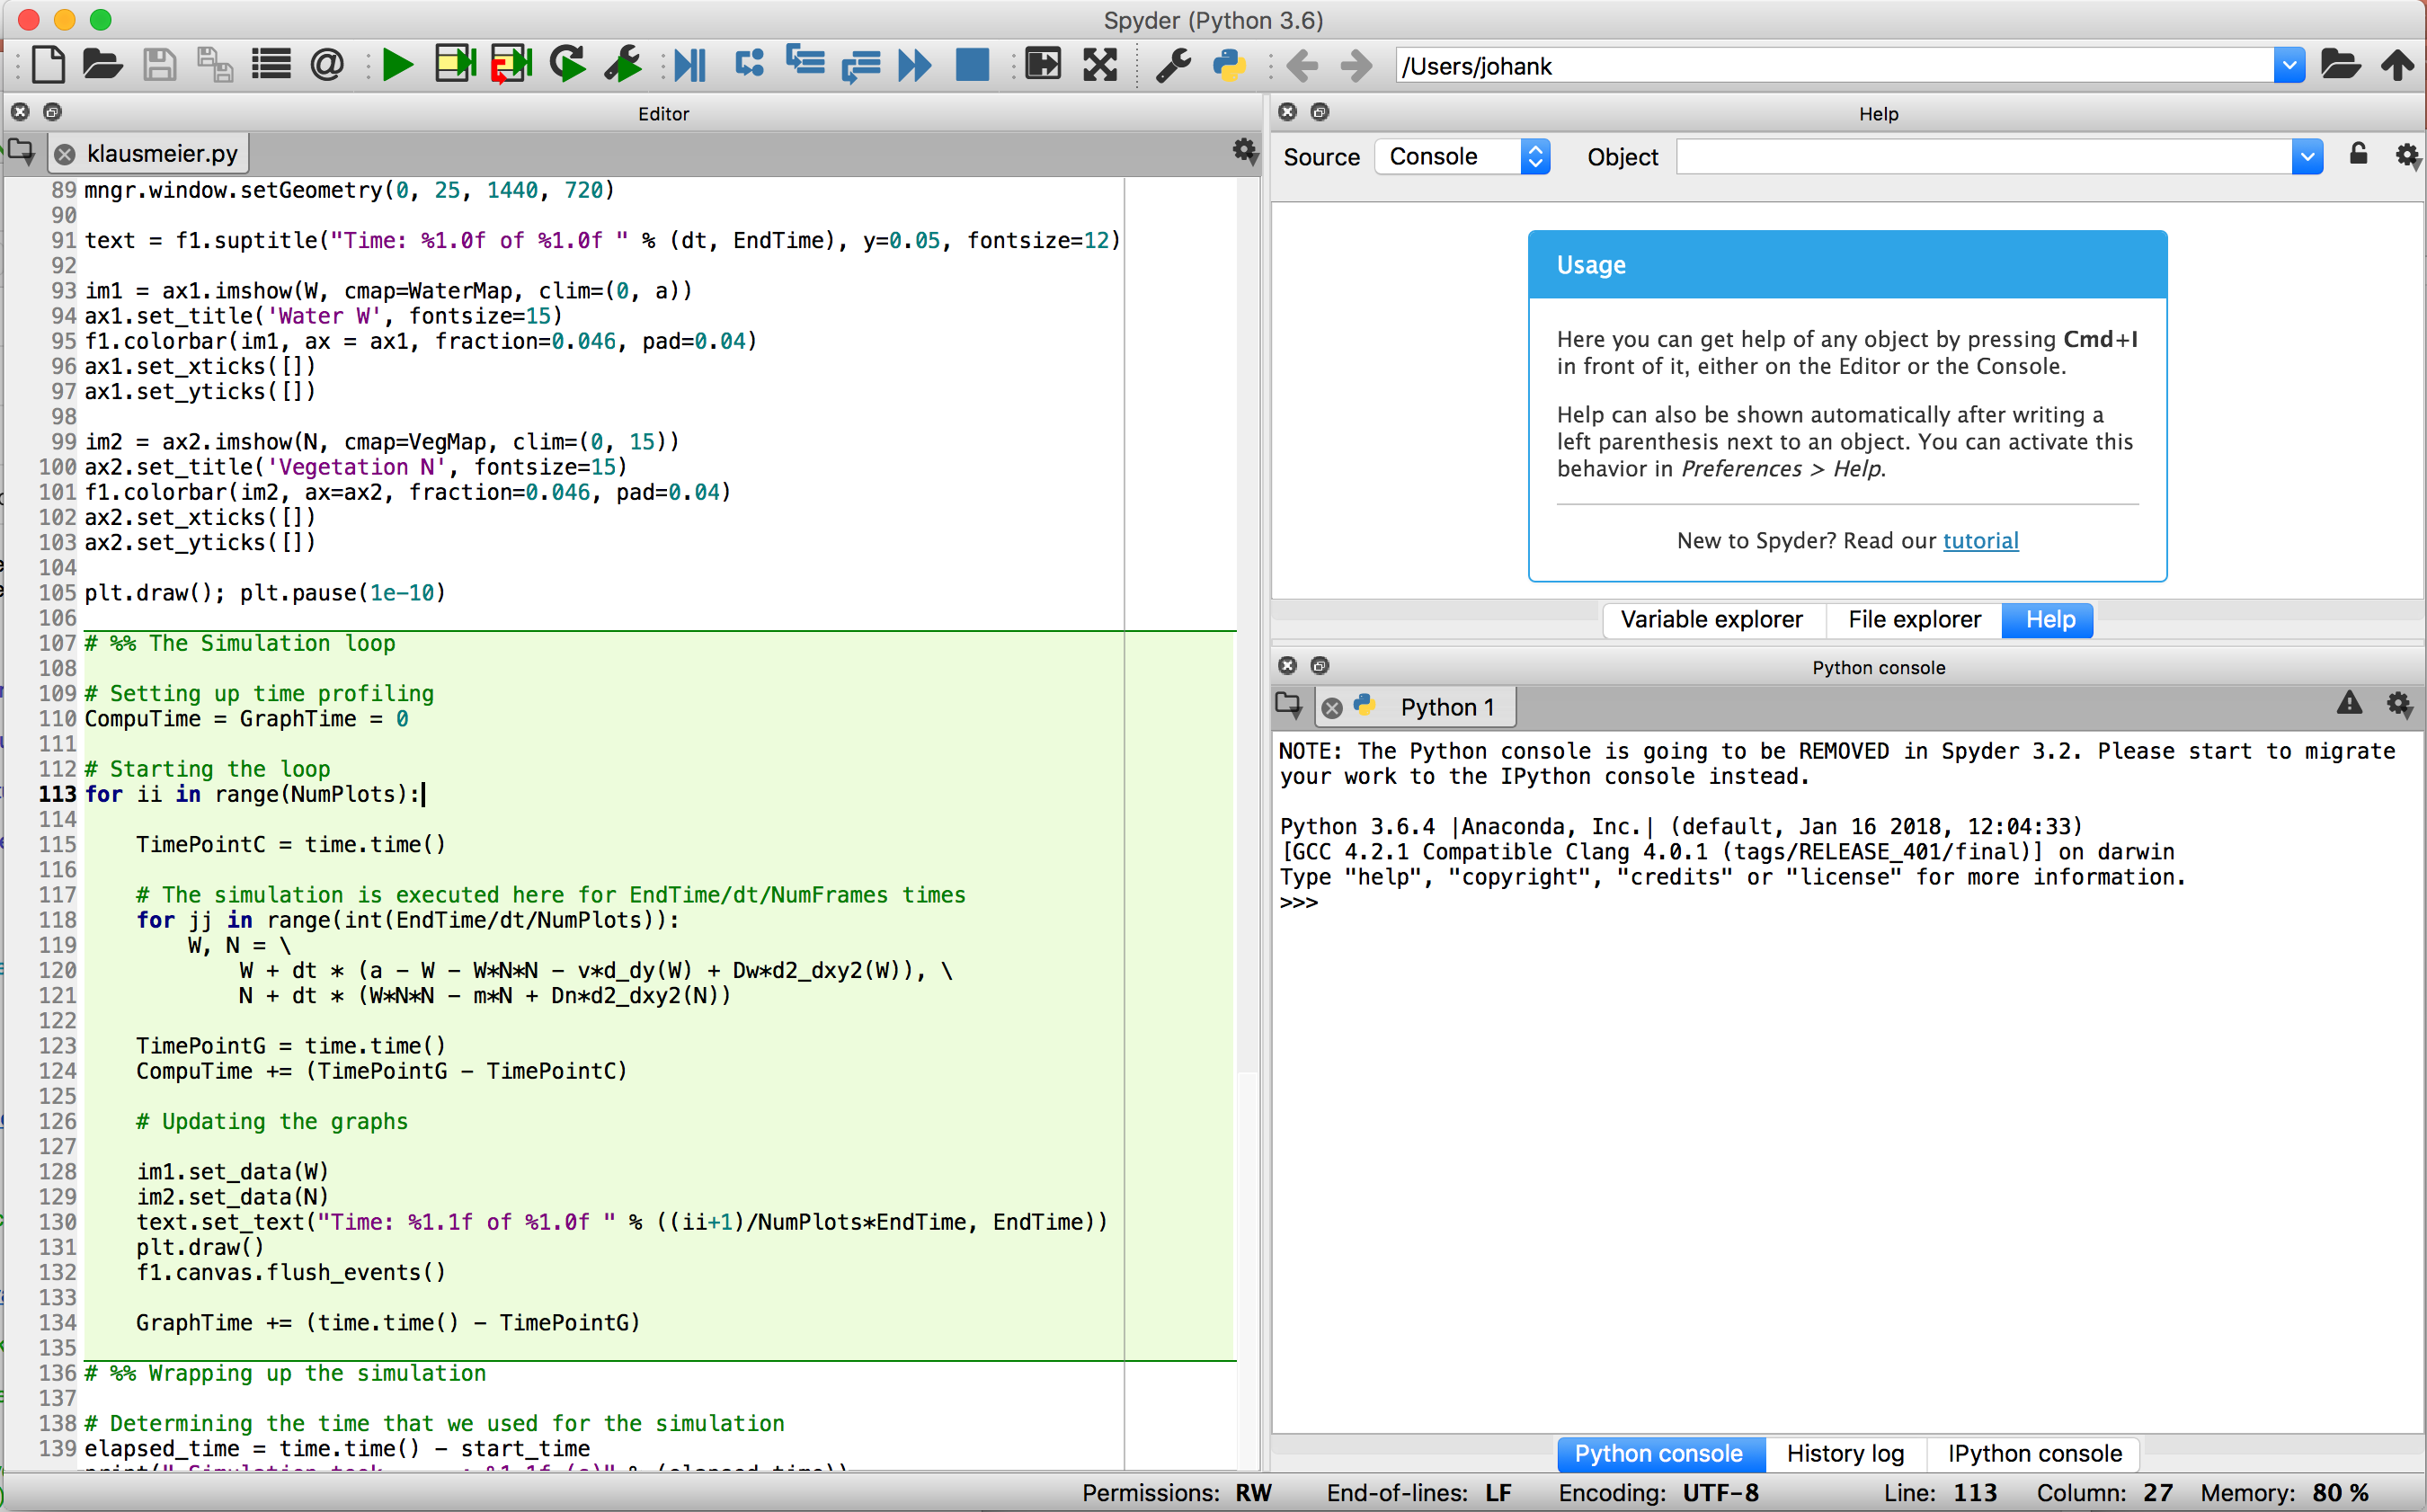 Spyder (Python 3.6)
/Users/johank
Editor
klausmeier.py
89 mngr.window.setGeometry(0, 25, 1440, 720)
90
91 text = f1.suptitle("Time: %1.0f of %1.0f " % (dt, EndTime), y=0.05, fontsize=12)
92
93 im1 = ax1.imshow(W, cmap=WaterMap, clim=(0, a))
94 ax1.set_title('Water W', fontsize=15)
95 f1.colorbar(im1, ax = ax1, fraction=0.046, pad=0.04)
96 ax1.set_xticks([])
97 ax1.set_yticks([])
98
99 im2 = ax2.imshow(N, cmap=VegMap, clim=(0, 15))
100 ax2.set_title('Vegetation N', fontsize=15)
101 f1.colorbar(im2, ax=ax2, fraction=0.046, pad=0.04)
102 ax2.set_xticks([])
103 ax2.set_yticks([])
104
105 plt.draw(); plt.pause(1e-10)
106
107 # %% The Simulation loop
108
109 # Setting up time profiling
110 CompuTime = GraphTime = 0
111
112 # Starting the loop
113 for ii in range(NumPlots):
114
115     TimePointC = time.time()
116
117     # The simulation is executed here for EndTime/dt/NumFrames times
118     for jj in range(int(EndTime/dt/NumPlots)):
119         W, N = \
120             W + dt * (a - W - W*N*N - v*d_dy(W) + Dw*d2_dxy2(W)), \
121             N + dt * (W*N*N - m*N + Dn*d2_dxy2(N))
122
123     TimePointG = time.time()
124     CompuTime += (TimePointG - TimePointC)
125
126     # Updating the graphs
127
128     im1.set_data(W)
129     im2.set_data(N)
130     text.set_text("Time: %1.1f of %1.0f " % ((ii+1)/NumPlots*EndTime, EndTime))
131     plt.draw()
132     f1.canvas.flush_events()
133
134     GraphTime += (time.time() - TimePointG)
135
136 # %% Wrapping up the simulation
137
138 # Determining the time that we used for the simulation
139 elapsed_time = time.time() - start_time
Help
Source Console Object
Usage
Here you can get help of any object by pressing Cmd+I
in front of it, either on the Editor or the Console.
Help can also be shown automatically after writing a
left parenthesis next to an object. You can activate this
behavior in Preferences > Help.
New to Spyder? Read our tutorial
Variable explorer File explorer Help
Python console
Python 1
NOTE: The Python console is going to be REMOVED in Spyder 3.2. Please start to migrate
your work to the IPython console instead.
Python 3.6.4 |Anaconda, Inc.| (default, Jan 16 2018, 12:04:33)
[GCC 4.2.1 Compatible Clang 4.0.1 (tags/RELEASE_401/final)] on darwin
Type "help", "copyright", "credits" or "license" for more information.
>>>
Python console History log IPython console
Permissions: RW End-of-lines: LF Encoding: UTF-8 Line: 113 Column: 27 Memory: 80 %